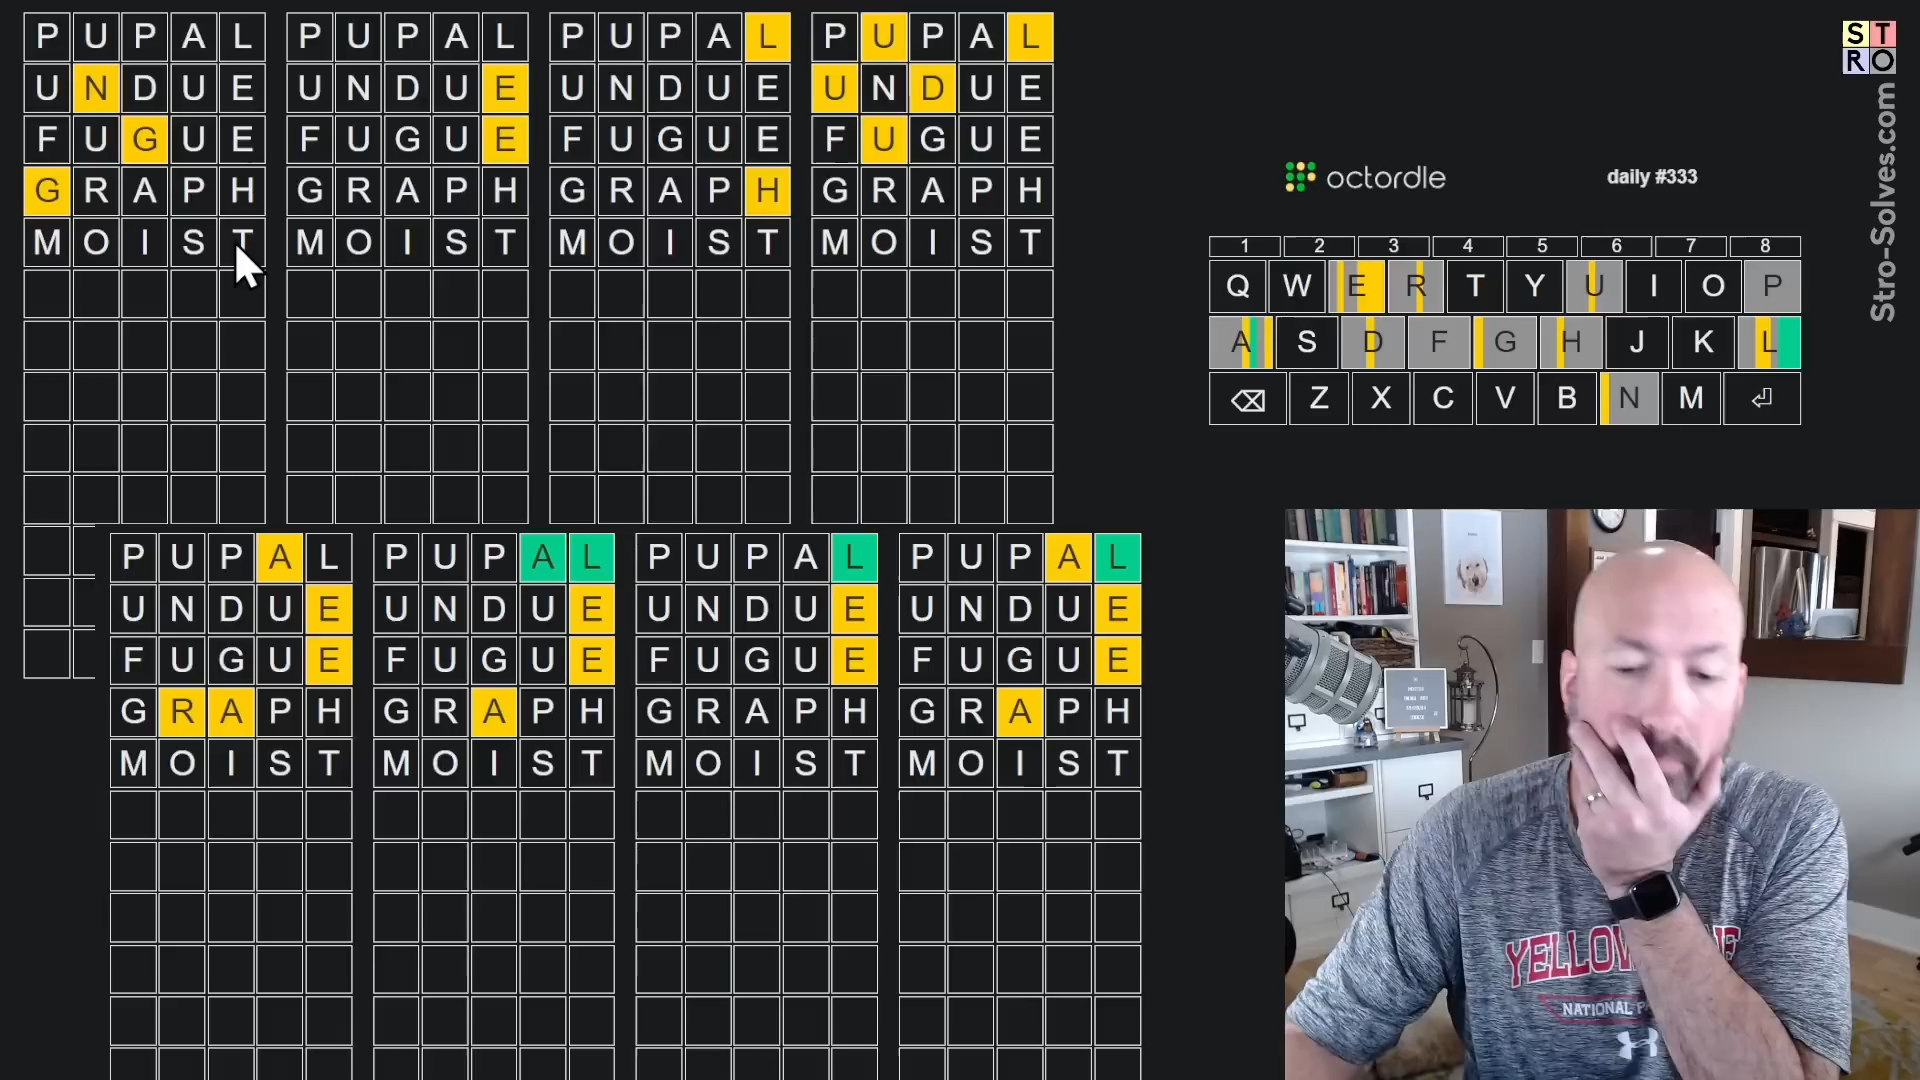 PUPAL PUPAL PUPAL PUPAL
UNDUE UNDUE UNDUE UNDUE
FUGUE FUGUE FUGUE FUGUE
GRAPH GRAPH GRAPH GRAPH
MOIST MOIST MOIST MOIST
PUPAL PUPAL PUPAL PUPAL
UNDUE UNDUE UNDUE UNDUE
FUGUE FUGUE FUGUE FUGUE
GRAPH GRAPH GRAPH GRAPH
MOIST MOIST MOIST MOIST
octordle daily #333
1 2 3 4 5 6 7 8
Q W E R T Y U I O P
A S D F G H J K L
Z X C V B N M
S T
R O
Stro-Solves.com
NATIONAL